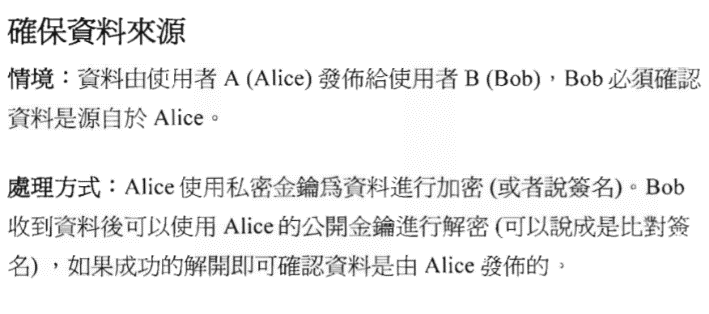 確保資料來源
情境：資料由使用者 A (Alice) 發佈給使用者 B (Bob)，Bob 必須確認
資料是源自於 Alice。
處理方式：Alice 使用私密金鑰爲資料進行加密 (或者說簽名)。Bob
收到資料後可以使用 Alice 的公開金鑰進行解密 (可以說成是比對簽
名) ，如果成功的解開即可確認資料是由 Alice 發佈的。